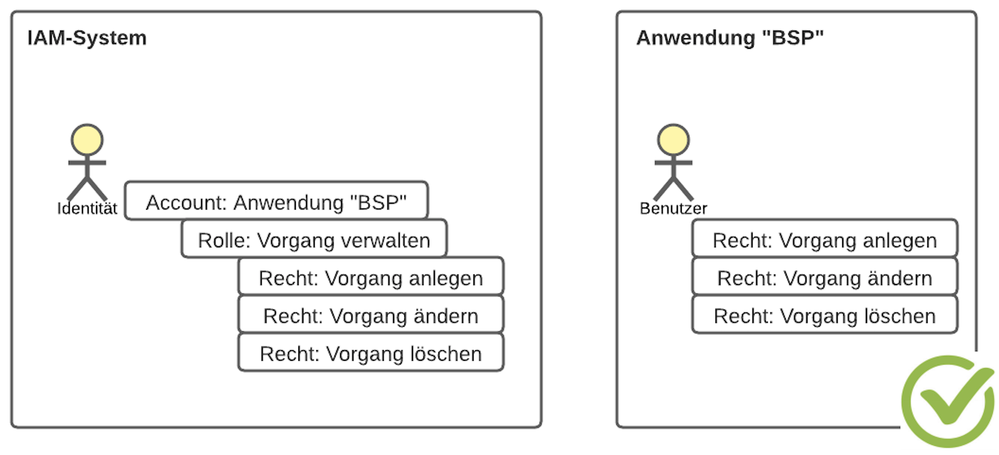 IAM-System
Identität
Account: Anwendung "BSP"
Rolle: Vorgang verwalten
Recht: Vorgang anlegen
Recht: Vorgang ändern
Recht: Vorgang löschen
Anwendung "BSP"
Benutzer
Recht: Vorgang anlegen
Recht: Vorgang ändern
Recht: Vorgang löschen